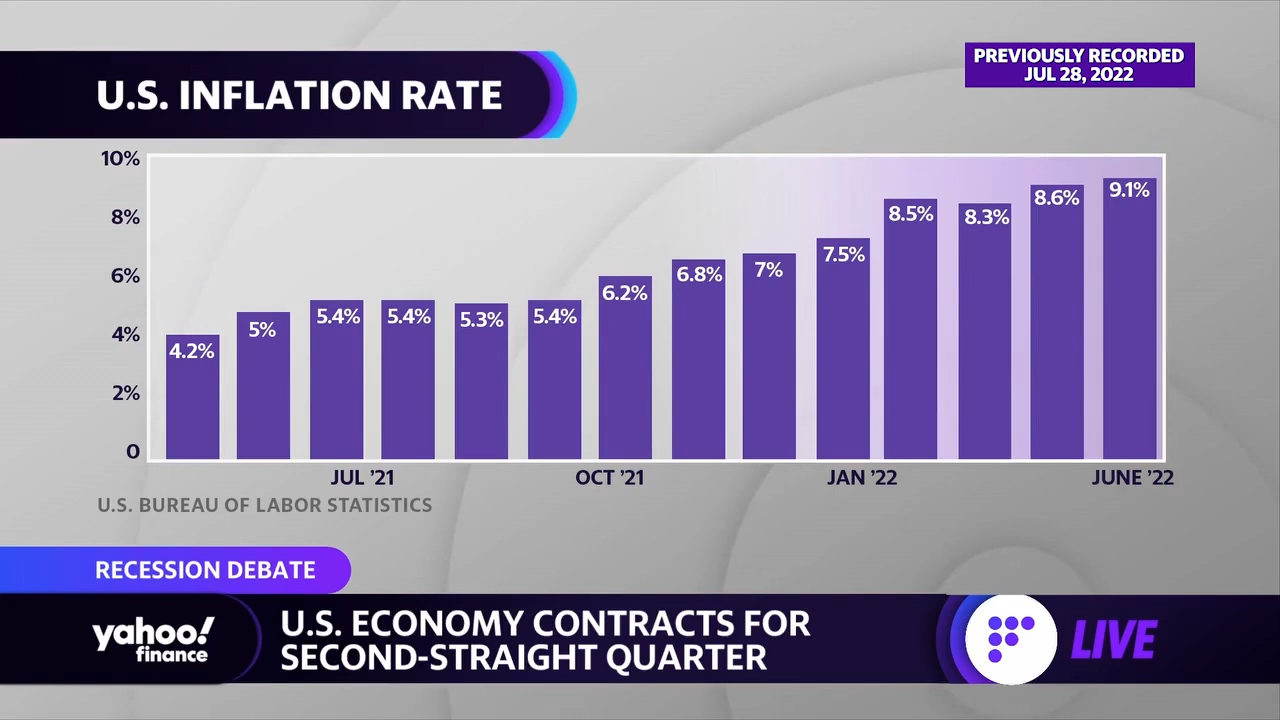 PREVIOUSLY RECORDED
JUL 28, 2022
U.S. INFLATION RATE
10%
8%
6%
4%
2%
0
4.2%
5%
5.4%
5.4%
5.3%
5.4%
6.2%
6.8%
7%
7.5%
8.5%
8.3%
8.6%
9.1%
JUL ’21
OCT ’21
JAN ’22
JUNE ’22
U.S. BUREAU OF LABOR STATISTICS
RECESSION DEBATE
yahoo!
finance
U.S. ECONOMY CONTRACTS FOR
SECOND-STRAIGHT QUARTER
LIVE